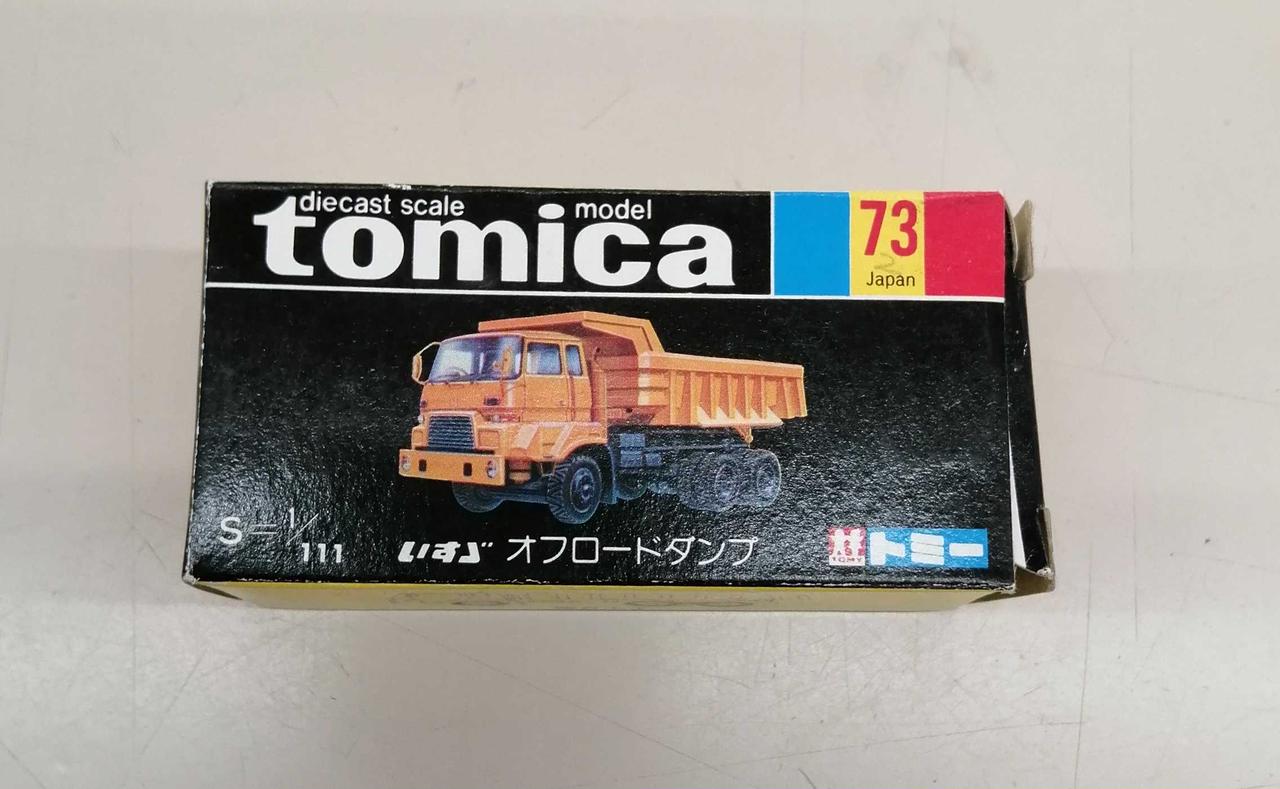 diecast scale model
tomica
73
Japan
S=1/111
いすゞ オフロードダンプ
TOMY
トミー